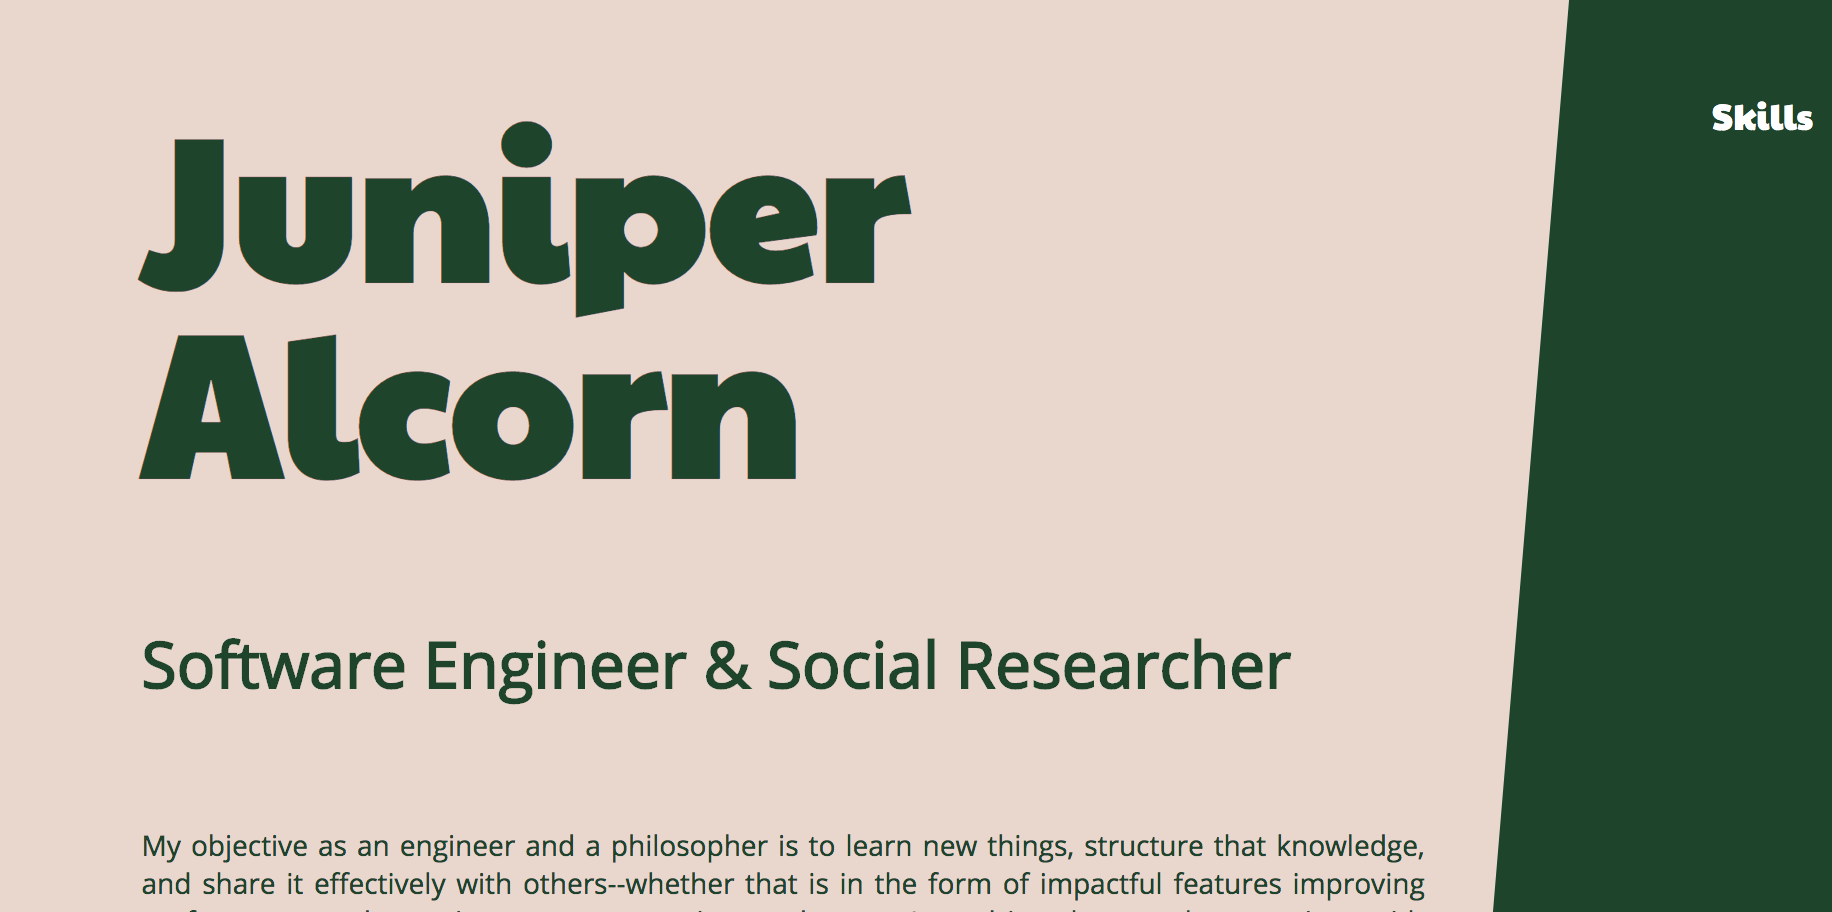 Juniper
Alcorn
Software Engineer & Social Researcher
My objective as an engineer and a philosopher is to learn new things, structure that knowledge,
and share it effectively with others--whether that is in the form of impactful features improving
Skills